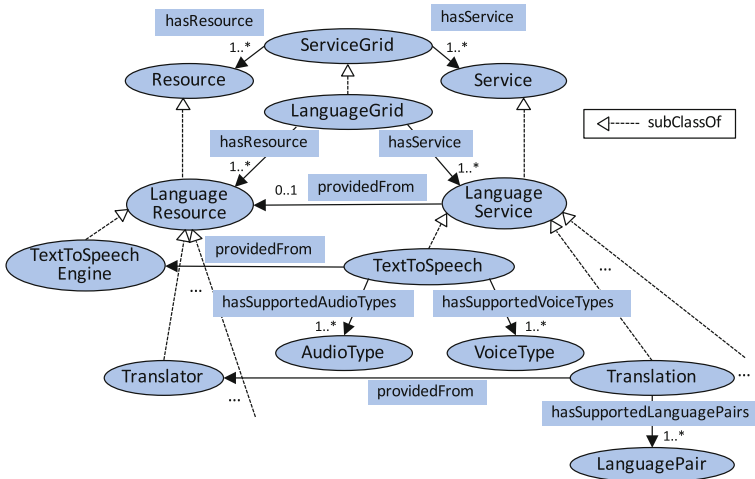 hasResource
hasService
ServiceGrid
1..*
1..*
Resource
Service
LanguageGrid
subClassOf
hasResource
hasService
1..*
1..*
Language
Resource
0..1
providedFrom
Language
Service
TextToSpeech
Engine
providedFrom
TextToSpeech
...
...
hasSupportedAudioTypes
hasSupportedVoiceTypes
1..*
1..*
AudioType
VoiceType
Translator
Translation
...
...
providedFrom
hasSupportedLanguagePairs
1..*
LanguagePair